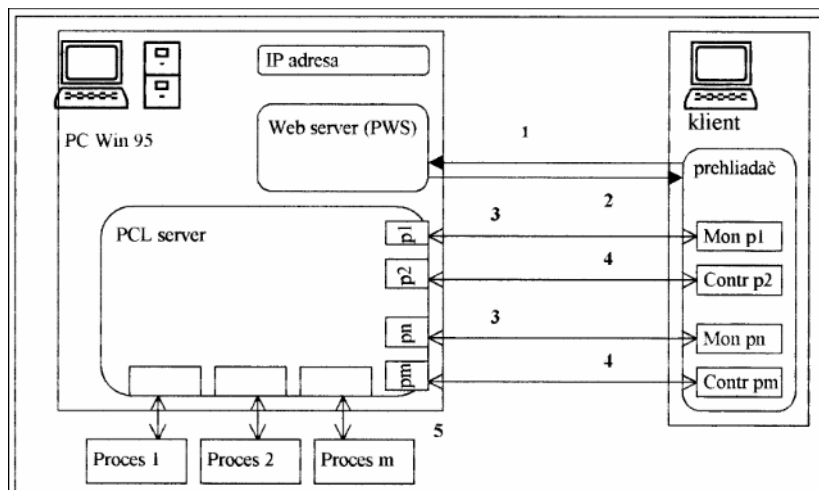 IP adresa
PC Win 95
Web server (PWS)
1
2
klient
prehliadač
PCL server
p1
3
Mon p1
p2
4
Contr p2
pn
3
Mon pn
pm
4
Contr pm
5
Proces 1
Proces 2
Proces m